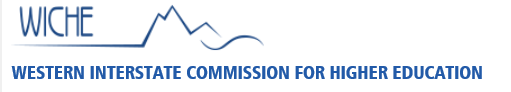 WICHE
WESTERN INTERSTATE COMMISSION FOR HIGHER EDUCATION